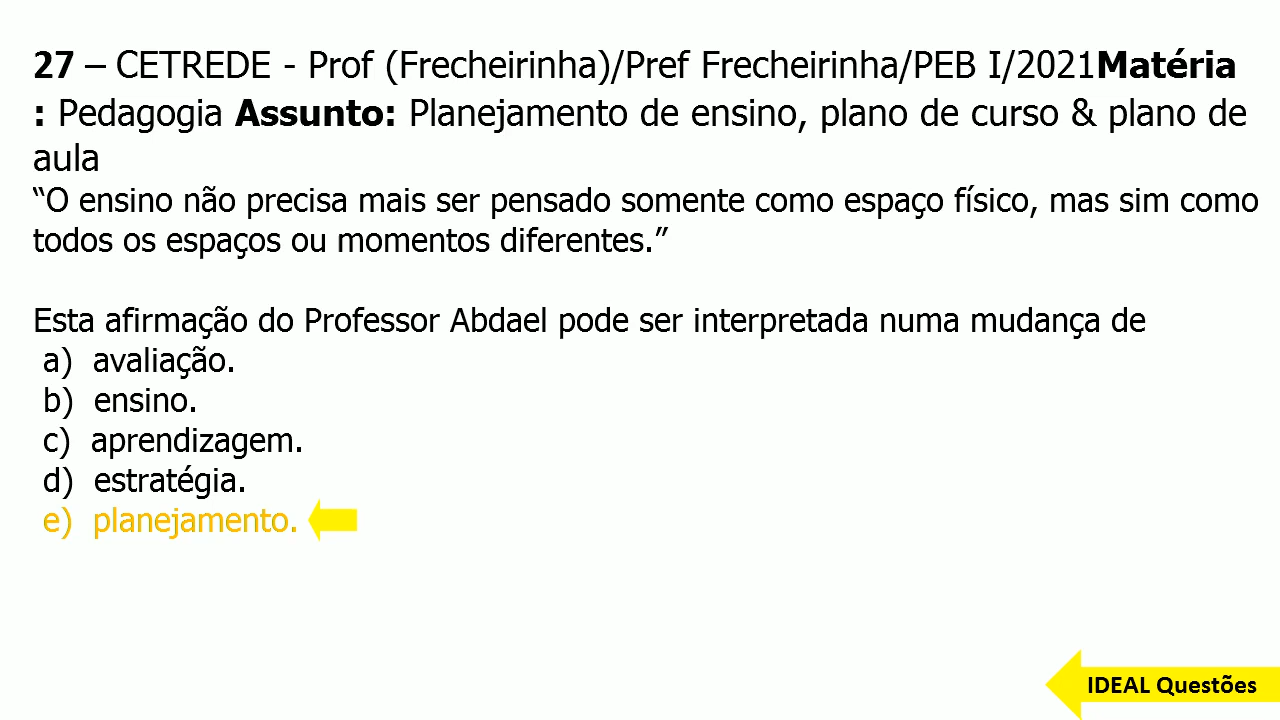 27 – CETREDE - Prof (Frecheirinha)/Pref Frecheirinha/PEB I/2021Matéria
: Pedagogia Assunto: Planejamento de ensino, plano de curso & plano de
aula
“O ensino não precisa mais ser pensado somente como espaço físico, mas sim como
todos os espaços ou momentos diferentes.”
Esta afirmação do Professor Abdael pode ser interpretada numa mudança de
a) avaliação.
b) ensino.
c) aprendizagem.
d) estratégia.
e) planejamento.
IDEAL Questões